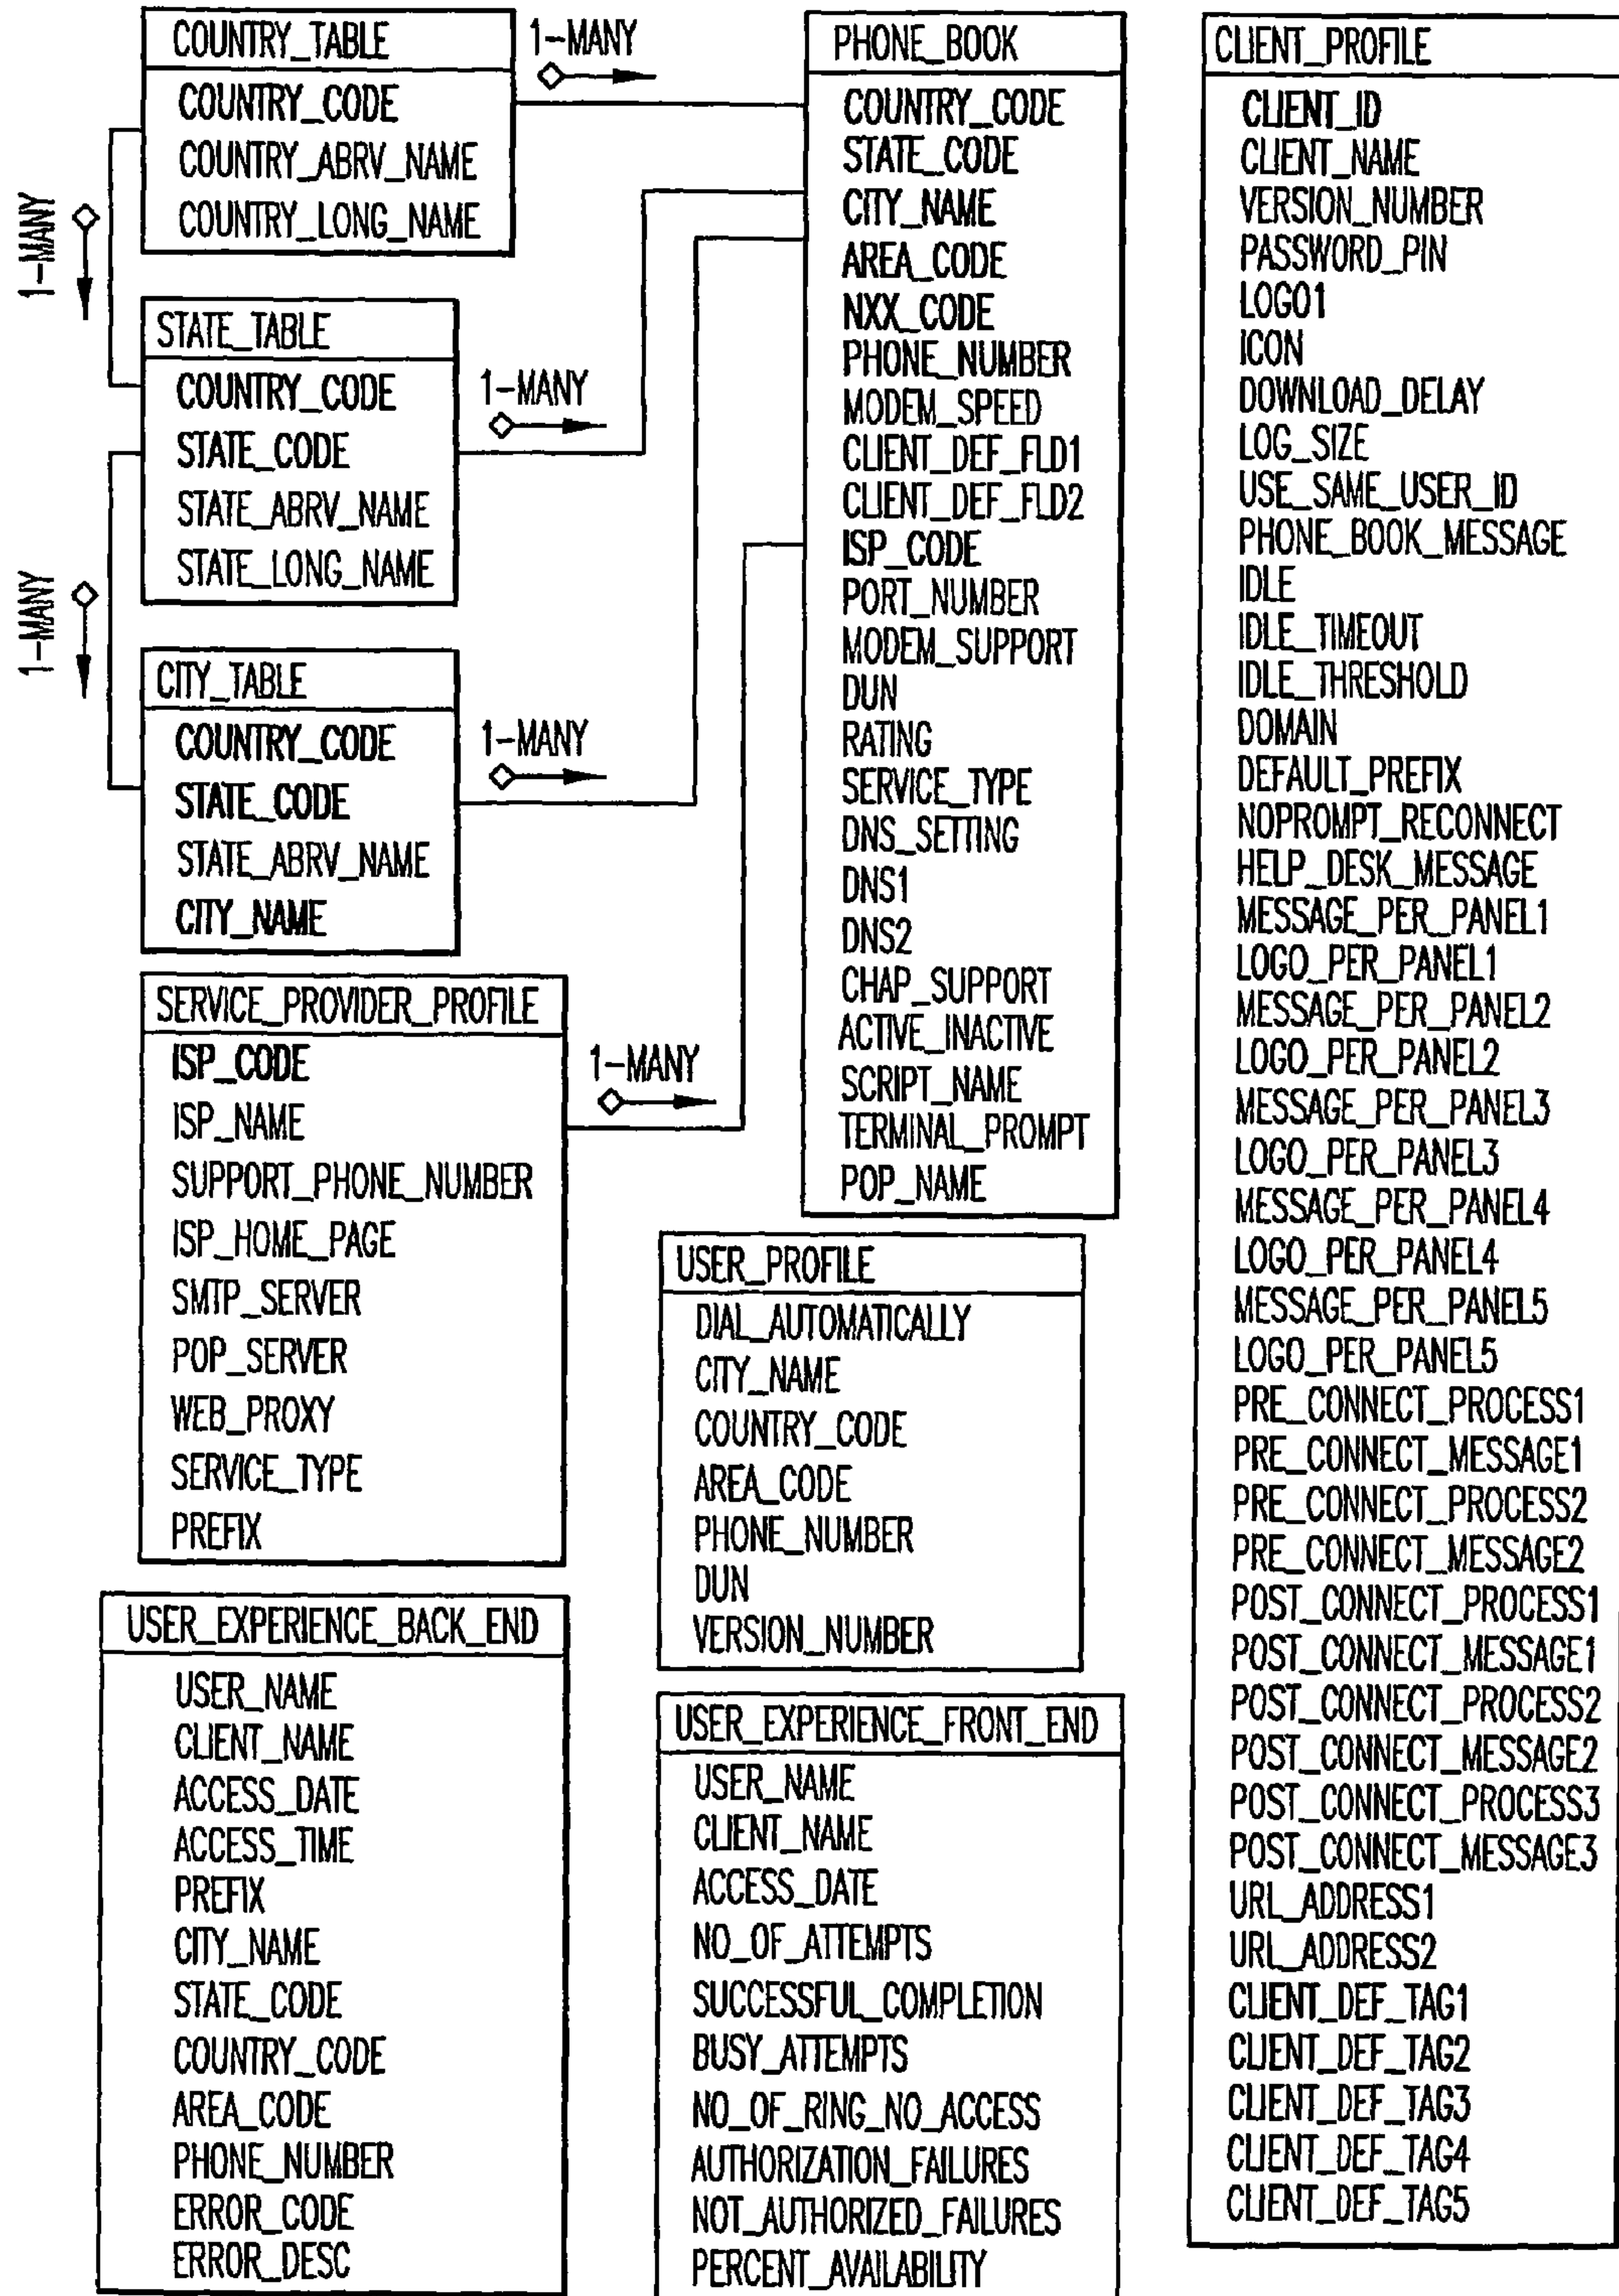 COUNTRY_TABLE
COUNTRY_CODE
COUNTRY_ABRV_NAME
COUNTRY_LONG_NAME
1-MANY
1-MANY
STATE_TABLE
COUNTRY_CODE
STATE_CODE
STATE_ABRV_NAME
STATE_LONG_NAME
1-MANY
1-MANY
CITY_TABLE
COUNTRY_CODE
STATE_CODE
STATE_ABRV_NAME
CITY_NAME
1-MANY
SERVICE_PROVIDER_PROFILE
ISP_CODE
ISP_NAME
SUPPORT_PHONE_NUMBER
ISP_HOME_PAGE
SMTP_SERVER
POP_SERVER
WEB_PROXY
SERVICE_TYPE
PREFIX
1-MANY
USER_EXPERIENCE_BACK_END
USER_NAME
CLIENT_NAME
ACCESS_DATE
ACCESS_TIME
PREFIX
CITY_NAME
STATE_CODE
COUNTRY_CODE
AREA_CODE
PHONE_NUMBER
ERROR_CODE
ERROR_DESC
PHONE_BOOK
COUNTRY_CODE
STATE_CODE
CITY_NAME
AREA_CODE
NXX_CODE
PHONE_NUMBER
MODEM_SPEED
CLIENT_DEF_FLD1
CLIENT_DEF_FLD2
ISP_CODE
PORT_NUMBER
MODEM_SUPPORT
DUN
RATING
SERVICE_TYPE
DNS_SETTING
DNS1
DNS2
CHAP_SUPPORT
ACTIVE_INACTIVE
SCRIPT_NAME
TERMINAL_PROMPT
POP_NAME
USER_PROFILE
DIAL_AUTOMATICALLY
CITY_NAME
COUNTRY_CODE
AREA_CODE
PHONE_NUMBER
DUN
VERSION_NUMBER
USER_EXPERIENCE_FRONT_END
USER_NAME
CLIENT_NAME
ACCESS_DATE
NO_OF_ATTEMPTS
SUCCESSFUL_COMPLETION
BUSY_ATTEMPTS
NO_OF_RING_NO_ACCESS
AUTHORIZATION_FAILURES
NOT_AUTHORIZED_FAILURES
PERCENT_AVAILABILITY
CLIENT_PROFILE
CLIENT_ID
CLIENT_NAME
VERSION_NUMBER
PASSWORD_PIN
LOGO1
ICON
DOWNLOAD_DELAY
LOG_SIZE
USE_SAME_USER_ID
PHONE_BOOK_MESSAGE
IDLE
IDLE_TIMEOUT
IDLE_THRESHOLD
DOMAIN
DEFAULT_PREFIX
NOPROMPT_RECONNECT
HELP_DESK_MESSAGE
MESSAGE_PER_PANEL1
LOGO_PER_PANEL1
MESSAGE_PER_PANEL2
LOGO_PER_PANEL2
MESSAGE_PER_PANEL3
LOGO_PER_PANEL3
MESSAGE_PER_PANEL4
LOGO_PER_PANEL4
MESSAGE_PER_PANEL5
LOGO_PER_PANEL5
PRE_CONNECT_PROCESS1
PRE_CONNECT_MESSAGE1
PRE_CONNECT_PROCESS2
PRE_CONNECT_MESSAGE2
POST_CONNECT_PROCESS1
POST_CONNECT_MESSAGE1
POST_CONNECT_PROCESS2
POST_CONNECT_MESSAGE2
POST_CONNECT_PROCESS3
POST_CONNECT_MESSAGE3
URL_ADDRESS1
URL_ADDRESS2
CLIENT_DEF_TAG1
CLIENT_DEF_TAG2
CLIENT_DEF_TAG3
CLIENT_DEF_TAG4
CLIENT_DEF_TAG5